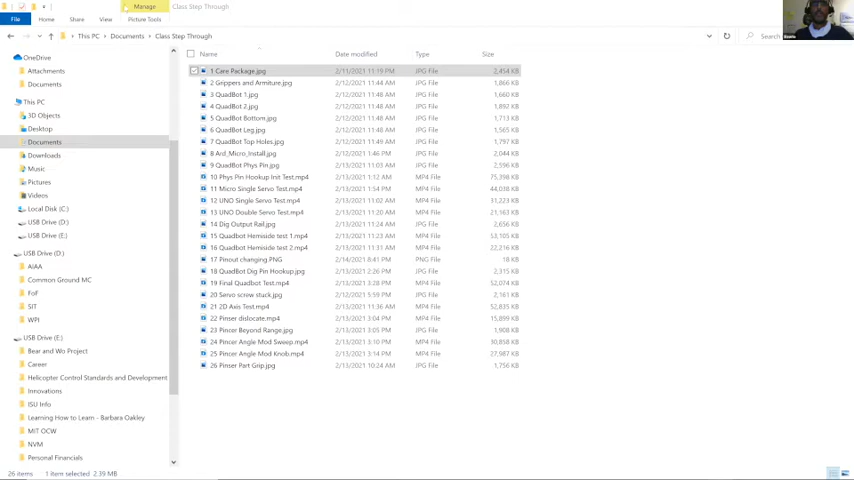 Manage
Class Step Through
File
Home
Share
View
Picture Tools
This PC
Documents
Class Step Through
Search
Name
Date modified
Type
Size
OneDrive
Attachments
Documents
This PC
3D Objects
Desktop
Documents
Downloads
Music
Pictures
Videos
Local Disk (C:)
USB Drive (D:)
USB Drive (E:)
USB Drive (D:)
AIAA
Common Ground MC
FoF
SIT
WPI
USB Drive (E:)
Bear and Wo Project
Career
Helicopter Control Standards and Development
Innovations
ISU Info
Learning How to Learn - Barbara Oakley
MIT OCW
NVM
Personal Financials
1 Care Package.jpg 2/11/2021 11:19 PM JPG File 2,454 KB
2 Grippers and Armiture.jpg 2/12/2021 11:44 AM JPG File 1,866 KB
3 QuadBot 1.jpg 2/12/2021 11:48 AM JPG File 1,660 KB
4 QuadBot 2.jpg 2/12/2021 11:48 AM JPG File 1,892 KB
5 QuadBot Bottom.jpg 2/12/2021 11:48 AM JPG File 1,713 KB
6 QuadBot Leg.jpg 2/12/2021 11:48 AM JPG File 1,565 KB
7 QuadBot Top Holes.jpg 2/12/2021 11:49 AM JPG File 1,797 KB
8 Ard_Micro_Install.jpg 2/12/2021 1:46 PM JPG File 2,044 KB
9 QuadBot Phys Pin.jpg 2/13/2021 11:03 AM JPG File 2,596 KB
10 Phys Pin Hookup Init Test.mp4 2/13/2021 1:12 AM MP4 File 75,398 KB
11 Micro Single Servo Test.mp4 2/13/2021 1:54 PM MP4 File 44,038 KB
12 UNO Single Servo Test.mp4 2/13/2021 11:02 AM MP4 File 31,223 KB
13 UNO Double Servo Test.mp4 2/13/2021 11:20 AM MP4 File 21,163 KB
14 Dig Output Rail.jpg 2/13/2021 11:24 AM JPG File 2,656 KB
15 Quadbot Hemiside test 1.mp4 2/13/2021 11:39 AM MP4 File 53,105 KB
16 Quadbot Hemiside test 2.mp4 2/13/2021 11:31 AM MP4 File 22,216 KB
17 Pinout changing.PNG 2/14/2021 8:41 PM PNG File 18 KB
18 QuadBot Dig Pin Hookup.jpg 2/13/2021 2:26 PM JPG File 2,315 KB
19 Final Quadbot Test.mp4 2/13/2021 3:28 PM MP4 File 52,074 KB
20 Servo screw stuck.jpg 2/12/2021 5:59 PM JPG File 2,161 KB
21 2D Axis Test.mp4 2/13/2021 11:36 AM MP4 File 52,835 KB
22 Pinser dislocate.mp4 2/13/2021 3:04 PM MP4 File 15,899 KB
23 Pincer Beyond Range.jpg 2/13/2021 3:05 PM JPG File 1,908 KB
24 Pincer Angle Mod Sweep.mp4 2/13/2021 3:10 PM MP4 File 30,858 KB
25 Pincer Angle Mod Knob.mp4 2/13/2021 3:14 PM MP4 File 27,987 KB
26 Pinser Part Grip.jpg 2/13/2021 10:24 AM JPG File 1,756 KB
26 items
1 item selected 2.39 MB